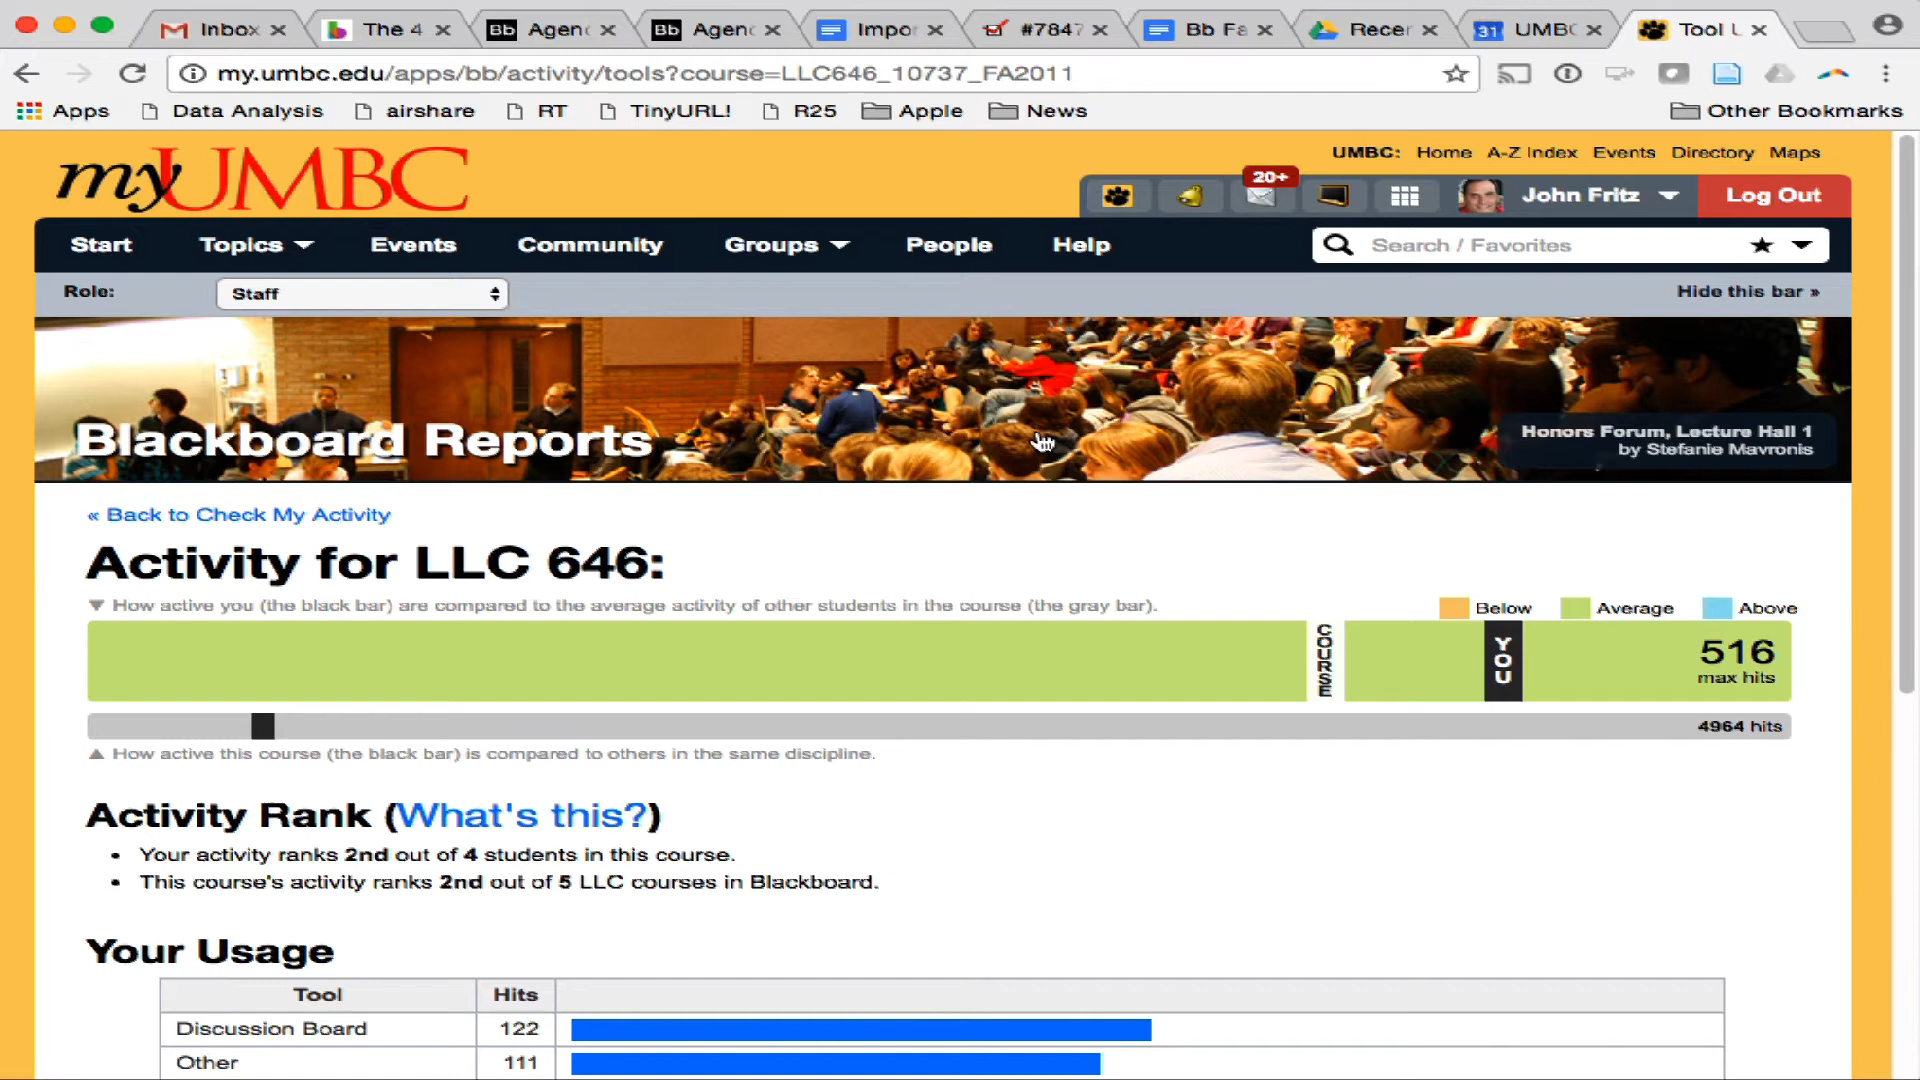 Inbox
The 4
Bb Agend
Bb Agend
Impor
#7847
Bb Fa
Recen
31 UMBC
Tool U
my.umbc.edu/apps/bb/activity/tools?course=LLC646_10737_FA2011
Apps Data Analysis airshare RT TinyURL! R25 Apple News Other Bookmarks
myUMBC
UMBC: Home A-Z Index Events Directory Maps
20+
John Fritz Log Out
Start Topics Events Community Groups People Help Search / Favorites
Role: Staff Hide this bar »
Blackboard Reports
Honors Forum, Lecture Hall 1
by Stefanie Mavronis
« Back to Check My Activity
Activity for LLC 646:
▼ How active you (the black bar) are compared to the average activity of other students in the course (the gray bar).
Below Average Above
COURSE
YOU
516
max hits
4964 hits
▲ How active this course (the black bar) is compared to others in the same discipline.
Activity Rank (What's this?)
• Your activity ranks 2nd out of 4 students in this course.
• This course's activity ranks 2nd out of 5 LLC courses in Blackboard.
Your Usage
Tool Hits
Discussion Board 122
Other 111